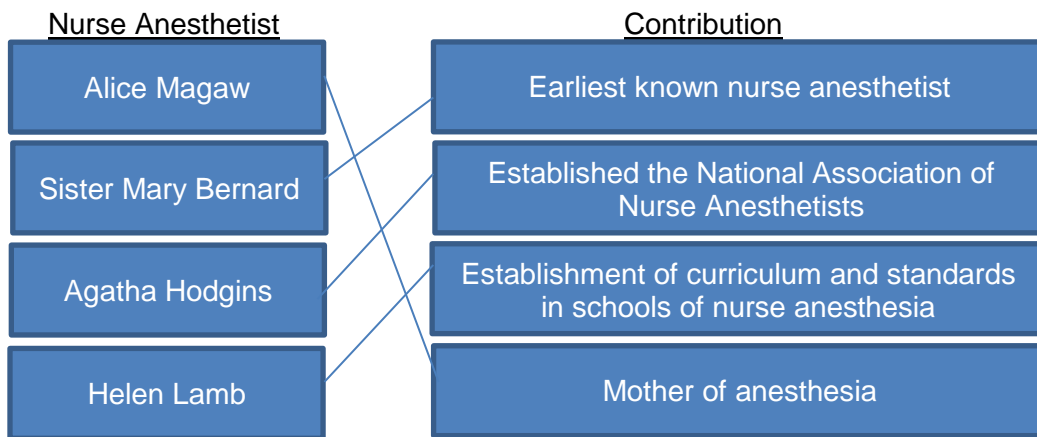 Nurse Anesthetist
Contribution
Alice Magaw
Earliest known nurse anesthetist
Sister Mary Bernard
Established the National Association of
Nurse Anesthetists
Agatha Hodgins
Establishment of curriculum and standards
in schools of nurse anesthesia
Helen Lamb
Mother of anesthesia